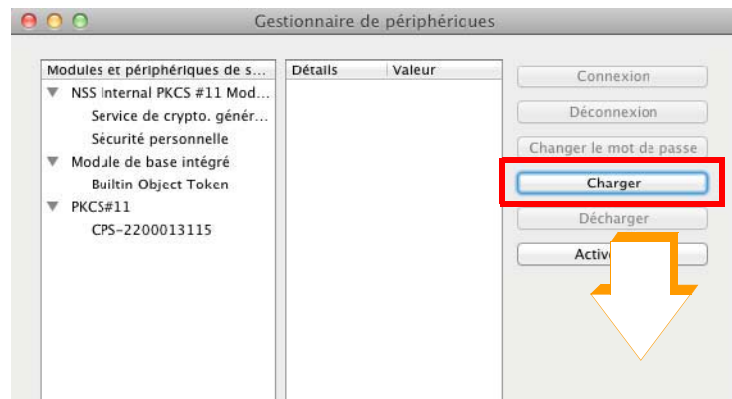 Gestionnaire de périphériques
Modules et périphériques de s...
NSS Internal PKCS #11 Mod...
Service de crypto. génér...
Sécurité personnelle
Module de base intégré
Builtin Object Token
PKCS#11
CPS-2200013115
Détails Valeur
Connexion
Déconnexion
Changer le mot de passe
Charger
Décharger